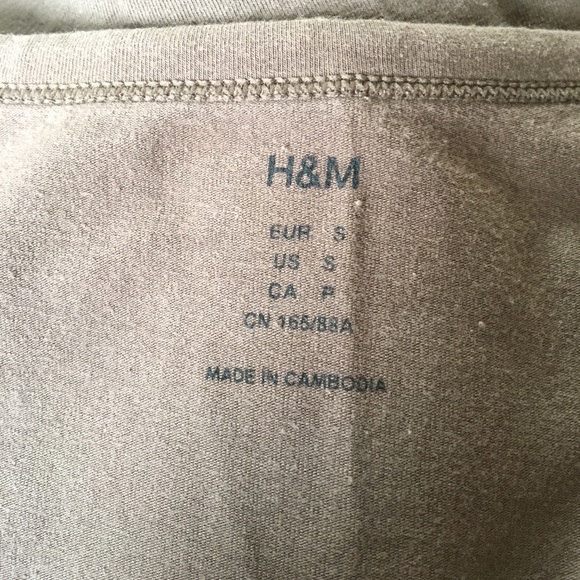 H&M
EUR S
US S
CA P
CN 165/88A
MADE IN CAMBODIA